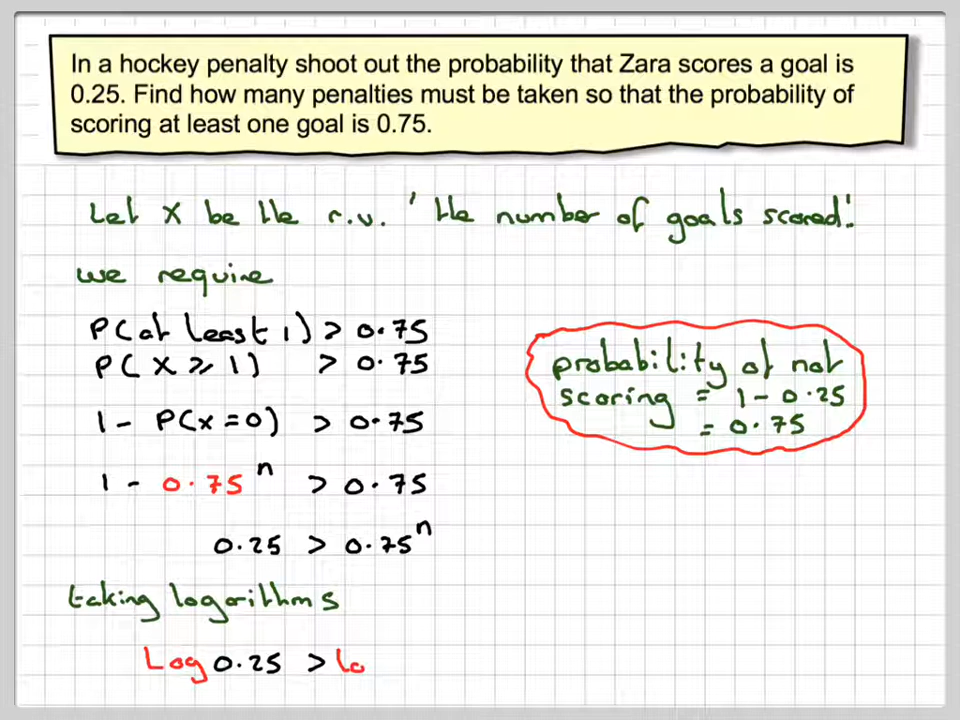 In a hockey penalty shoot out the probability that Zara scores a goal is
0.25. Find how many penalties must be taken so that the probability of
scoring at least one goal is 0.75.
Let X be the r.v. 'the number of goals scored'.
we require
P(at least 1) > 0.75
P(X ≥ 1) > 0.75
1 - P(x=0) > 0.75
1 - 0.75ⁿ > 0.75
0.25 > 0.75ⁿ
taking logarithms
Log 0.25 > lo
probability of not
scoring = 1 - 0.25
= 0.75